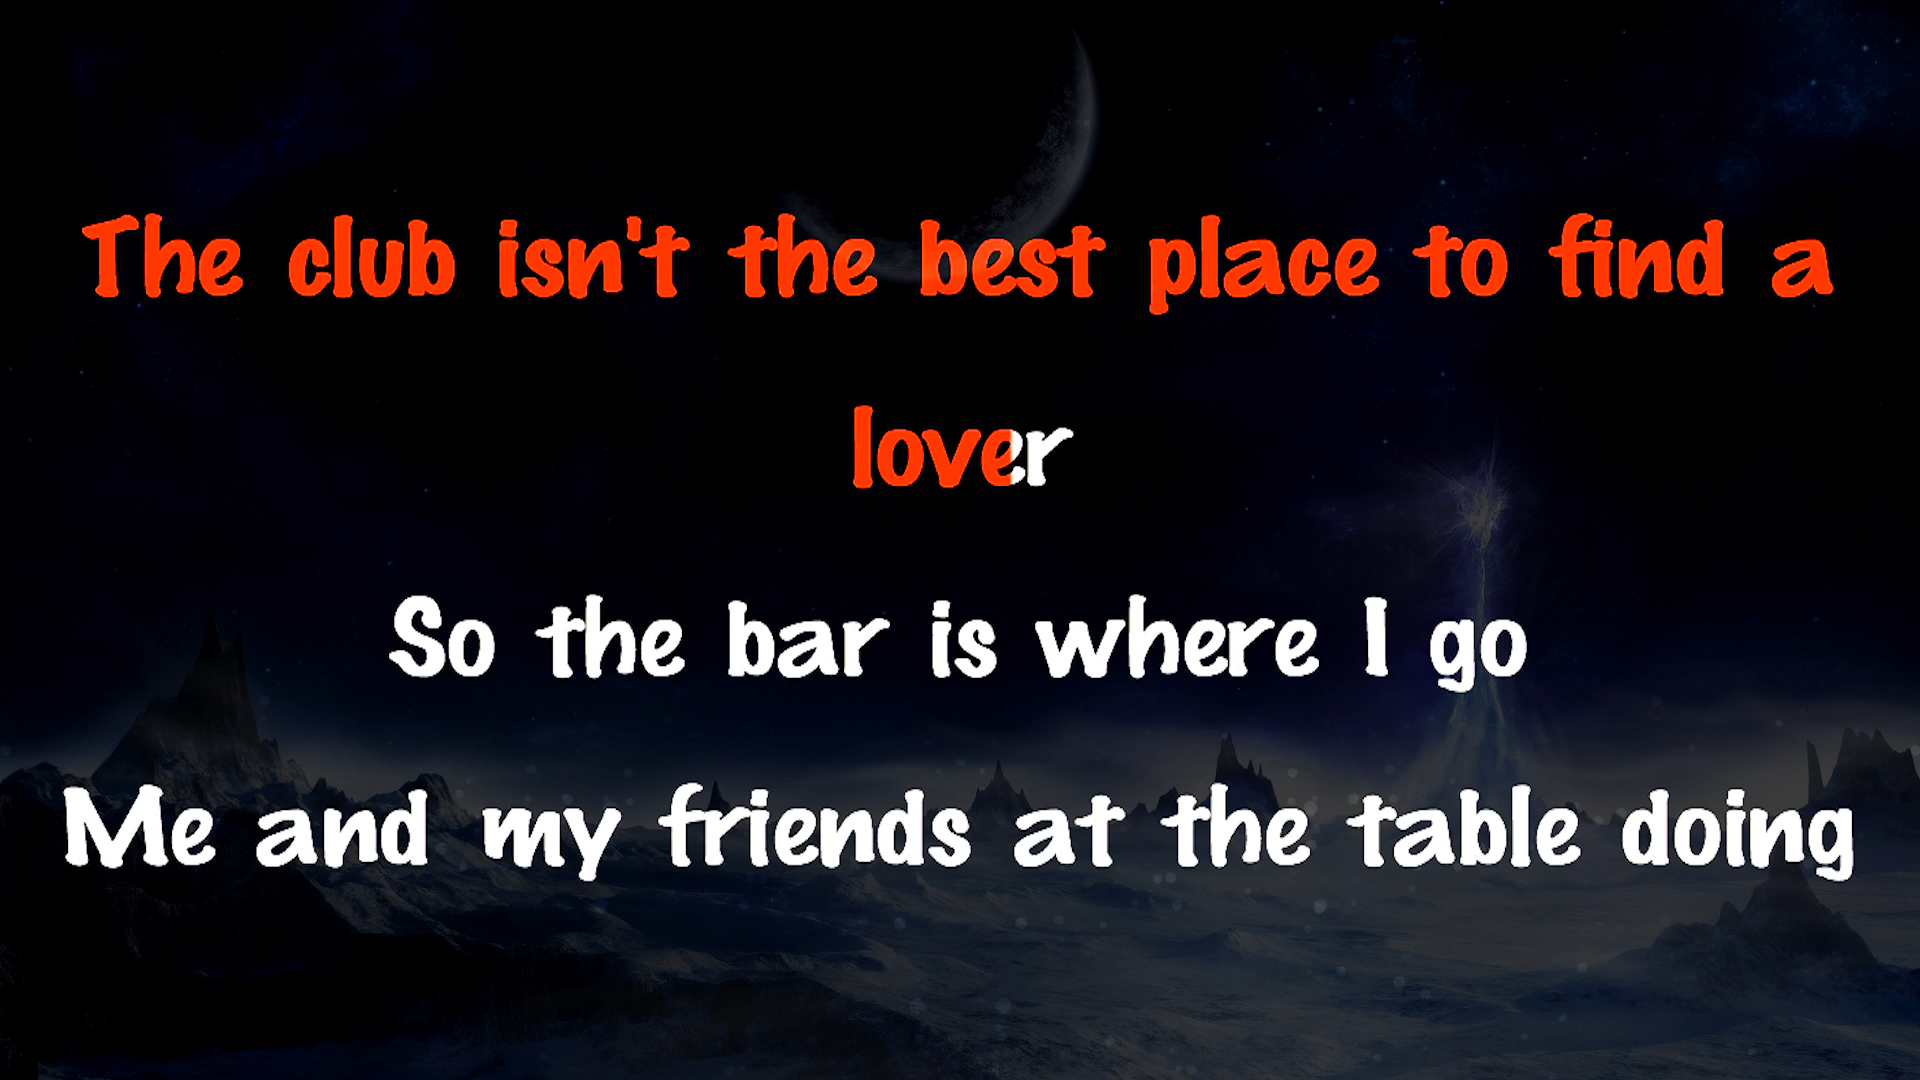 The club isn't the best place to find a
lover
So the bar is where I go
Me and my friends at the table doing